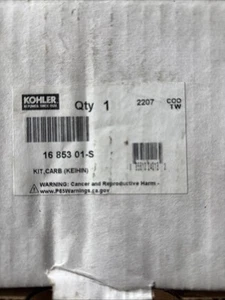 KOHLER
Qty 1
2207
COO
TW
16 853 01-S
KIT,CARB (KEIHIN)
WARNING: Cancer and Reproductive Harm -
www.P65Warnings.ca.gov